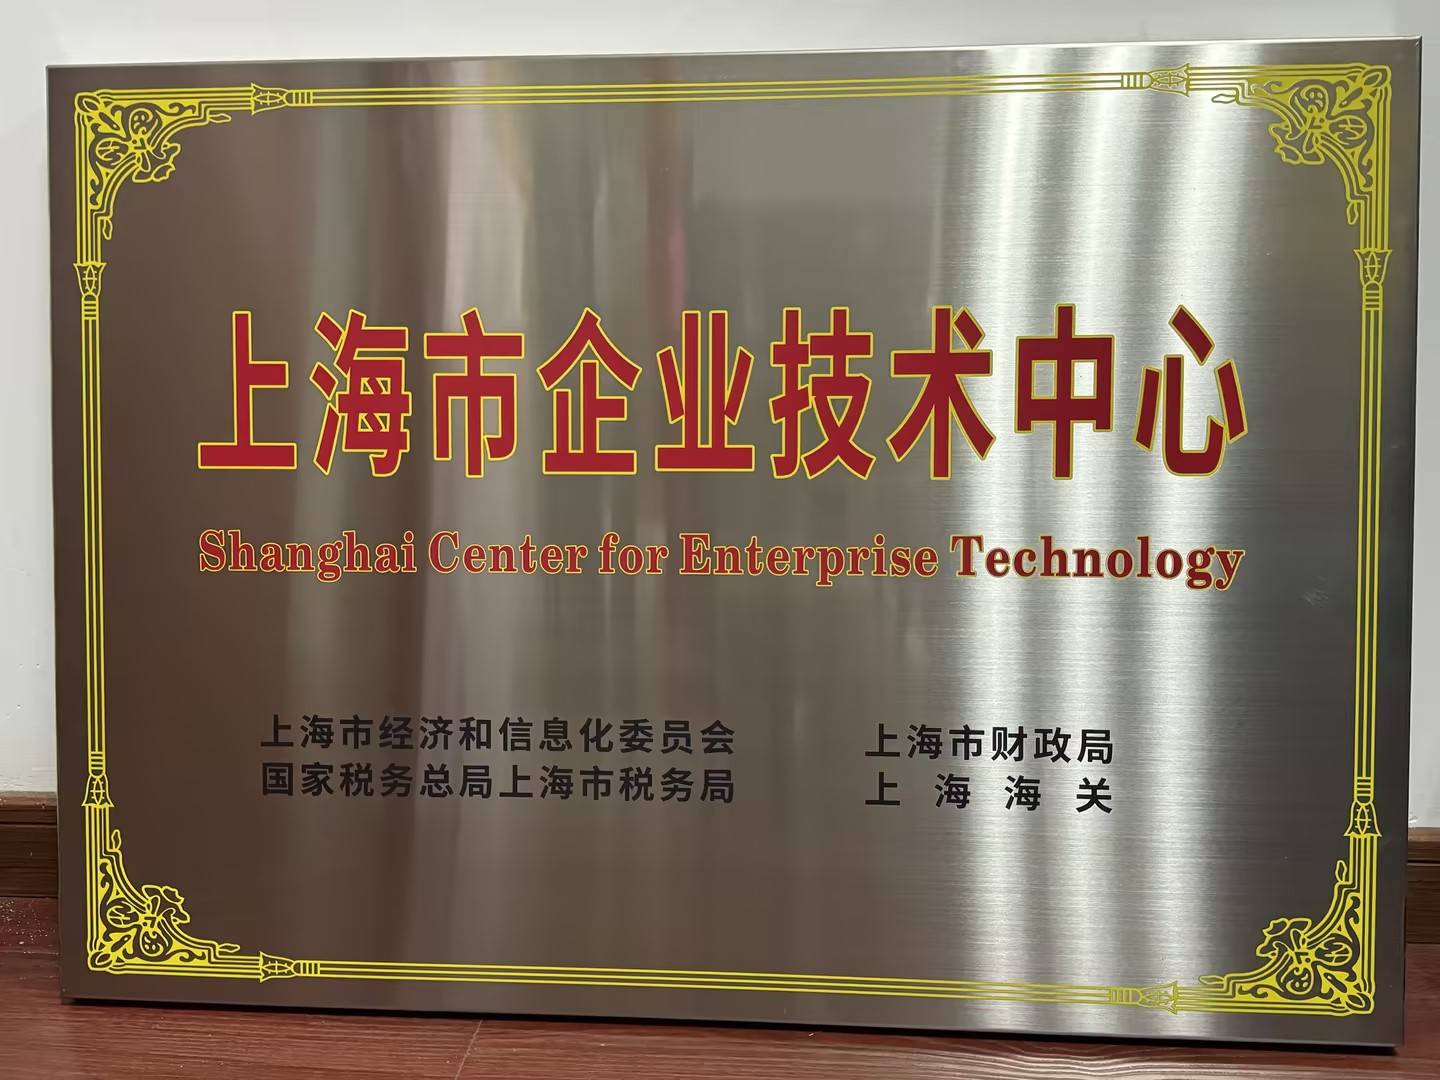 上海市企业技术中心
Shanghai Center for Enterprise Technology
上海市经济和信息化委员会 上海市财政局
国家税务总局上海市税务局 上海海关